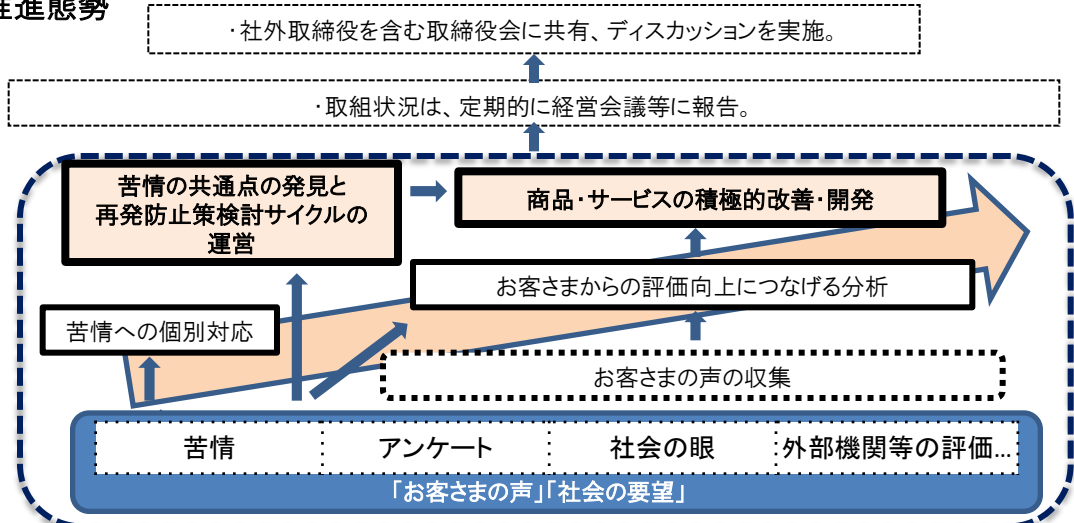 推進態勢
・社外取締役を含む取締役会に共有、ディスカッションを実施。
・取組状況は、定期的に経営会議等に報告。
苦情の共通点の発見と
再発防止策検討サイクルの
運営
商品・サービスの積極的改善・開発
お客さまからの評価向上につなげる分析
苦情への個別対応
お客さまの声の収集
苦情
アンケート
社会の眼
外部機関等の評価...
「お客さまの声」「社会の要望」